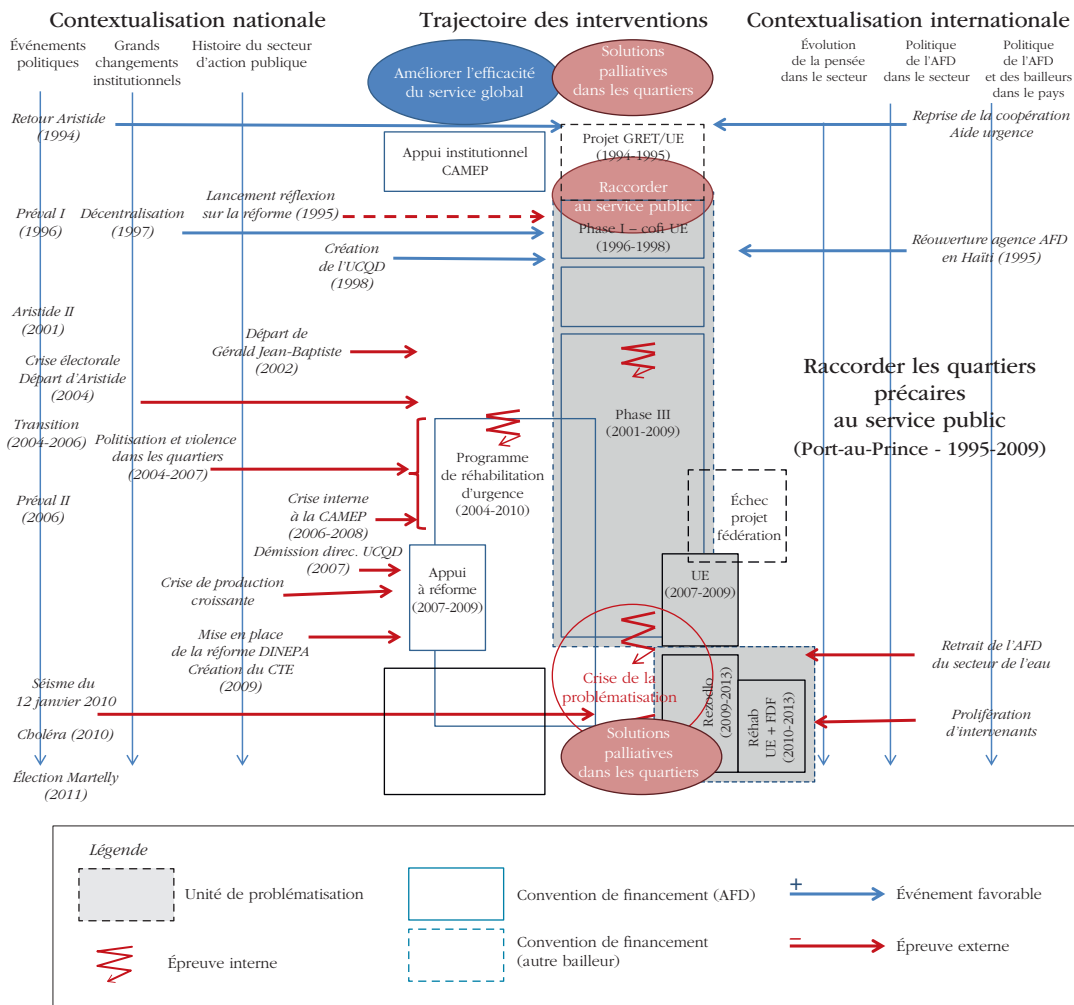 Contextualisation nationale
Trajectoire des interventions
Contextualisation internationale
Événements
politiques
Grands
changements
institutionnels
Histoire du secteur
d'action publique
Améliorer l'efficacité
du service global
Solutions
palliatives
dans les quartiers
Évolution
de la pensée
dans le secteur
Politique
de l'AFD
dans le secteur
Politique
de l'AFD
et des bailleurs
dans le pays
Retour Aristide
(1994)
Appui institutionnel
CAMEP
Projet GRET/UE
(1994-1995)
Reprise de la coopération
Aide urgence
Raccorder
au service public
Lancement réflexion
sur la réforme (1995)
Préval I
(1996)
Décentralisation
(1997)
Phase I – cofi UE
(1996-1998)
Création
de l'UCQD
(1998)
Réouverture agence AFD
en Haïti (1995)
Aristide II
(2001)
Départ de
Gérald Jean-Baptiste
(2002)
Crise électorale
Départ d'Aristide
(2004)
Raccorder les quartiers
précaires
au service public
(Port-au-Prince - 1995-2009)
Transition
(2004-2006)
Politisation et violence
dans les quartiers
(2004-2007)
Phase III
(2001-2009)
Programme
de réhabilitation
d'urgence
(2004-2010)
Préval II
(2006)
Crise interne
à la CAMEP
(2006-2008)
Échec
projet
fédération
Démission direc. UCQD
(2007)
Crise de production
croissante
Appui
à réforme
(2007-2009)
UE
(2007-2009)
Mise en place
de la réforme DINEPA
Création du CTE
(2009)
Retrait de l'AFD
du secteur de l'eau
Séisme du
12 janvier 2010
Crise de la
problématisation
Rezodlo
(2009-2013)
Réhab
UE + FDF
(2010-2013)
Choléra (2010)
Solutions
palliatives
dans les quartiers
Prolifération
d'intervenants
Élection Martelly
(2011)
Légende
Unité de problématisation
Convention de financement (AFD)
+
Événement favorable
Épreuve interne
Convention de financement
(autre bailleur)
–
Épreuve externe